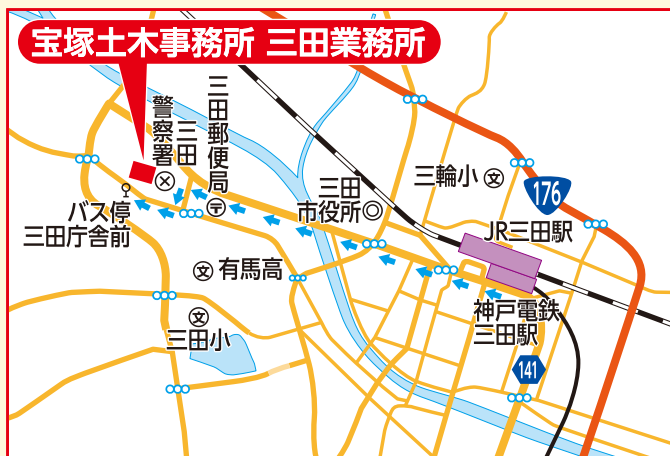 宝塚土木事務所 三田業務所
三田
警察署
三田郵便局
バス停
三田庁舎前
三田
市役所
三輪小
文
176
JR三田駅
文
有馬高
文
三田小
神戸電鉄
三田駅
141